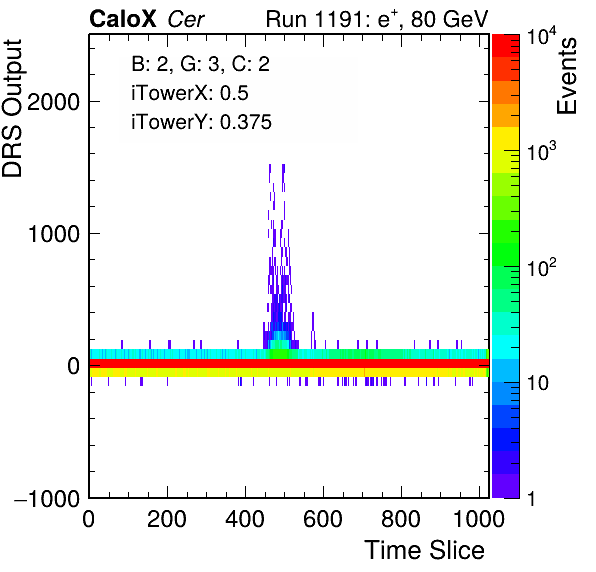 CaloX Cer Run 1191: e⁺, 80 GeV
B: 2, G: 3, C: 2
iTowerX: 0.5
iTowerY: 0.375
DRS Output
2000
1000
0
−1000
0 200 400 600 800 1000
Time Slice
Events
10⁴
10³
10²
10
1